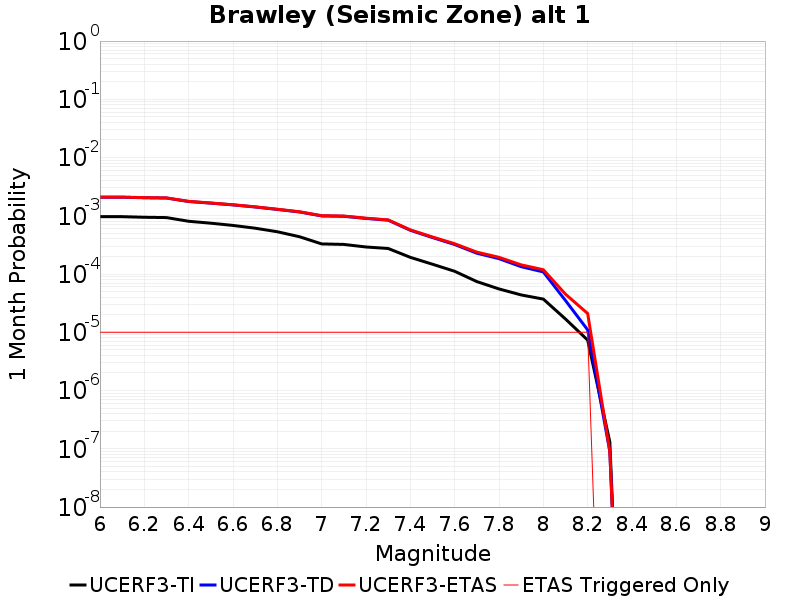 Brawley (Seismic Zone) alt 1
10^0
10^-1
10^-2
10^-3
10^-4
10^-5
10^-6
10^-7
10^-8
1 Month Probability
6 6.2 6.4 6.6 6.8 7 7.2 7.4 7.6 7.8 8 8.2 8.4 8.6 8.8 9
Magnitude
UCERF3-TI UCERF3-TD UCERF3-ETAS ETAS Triggered Only